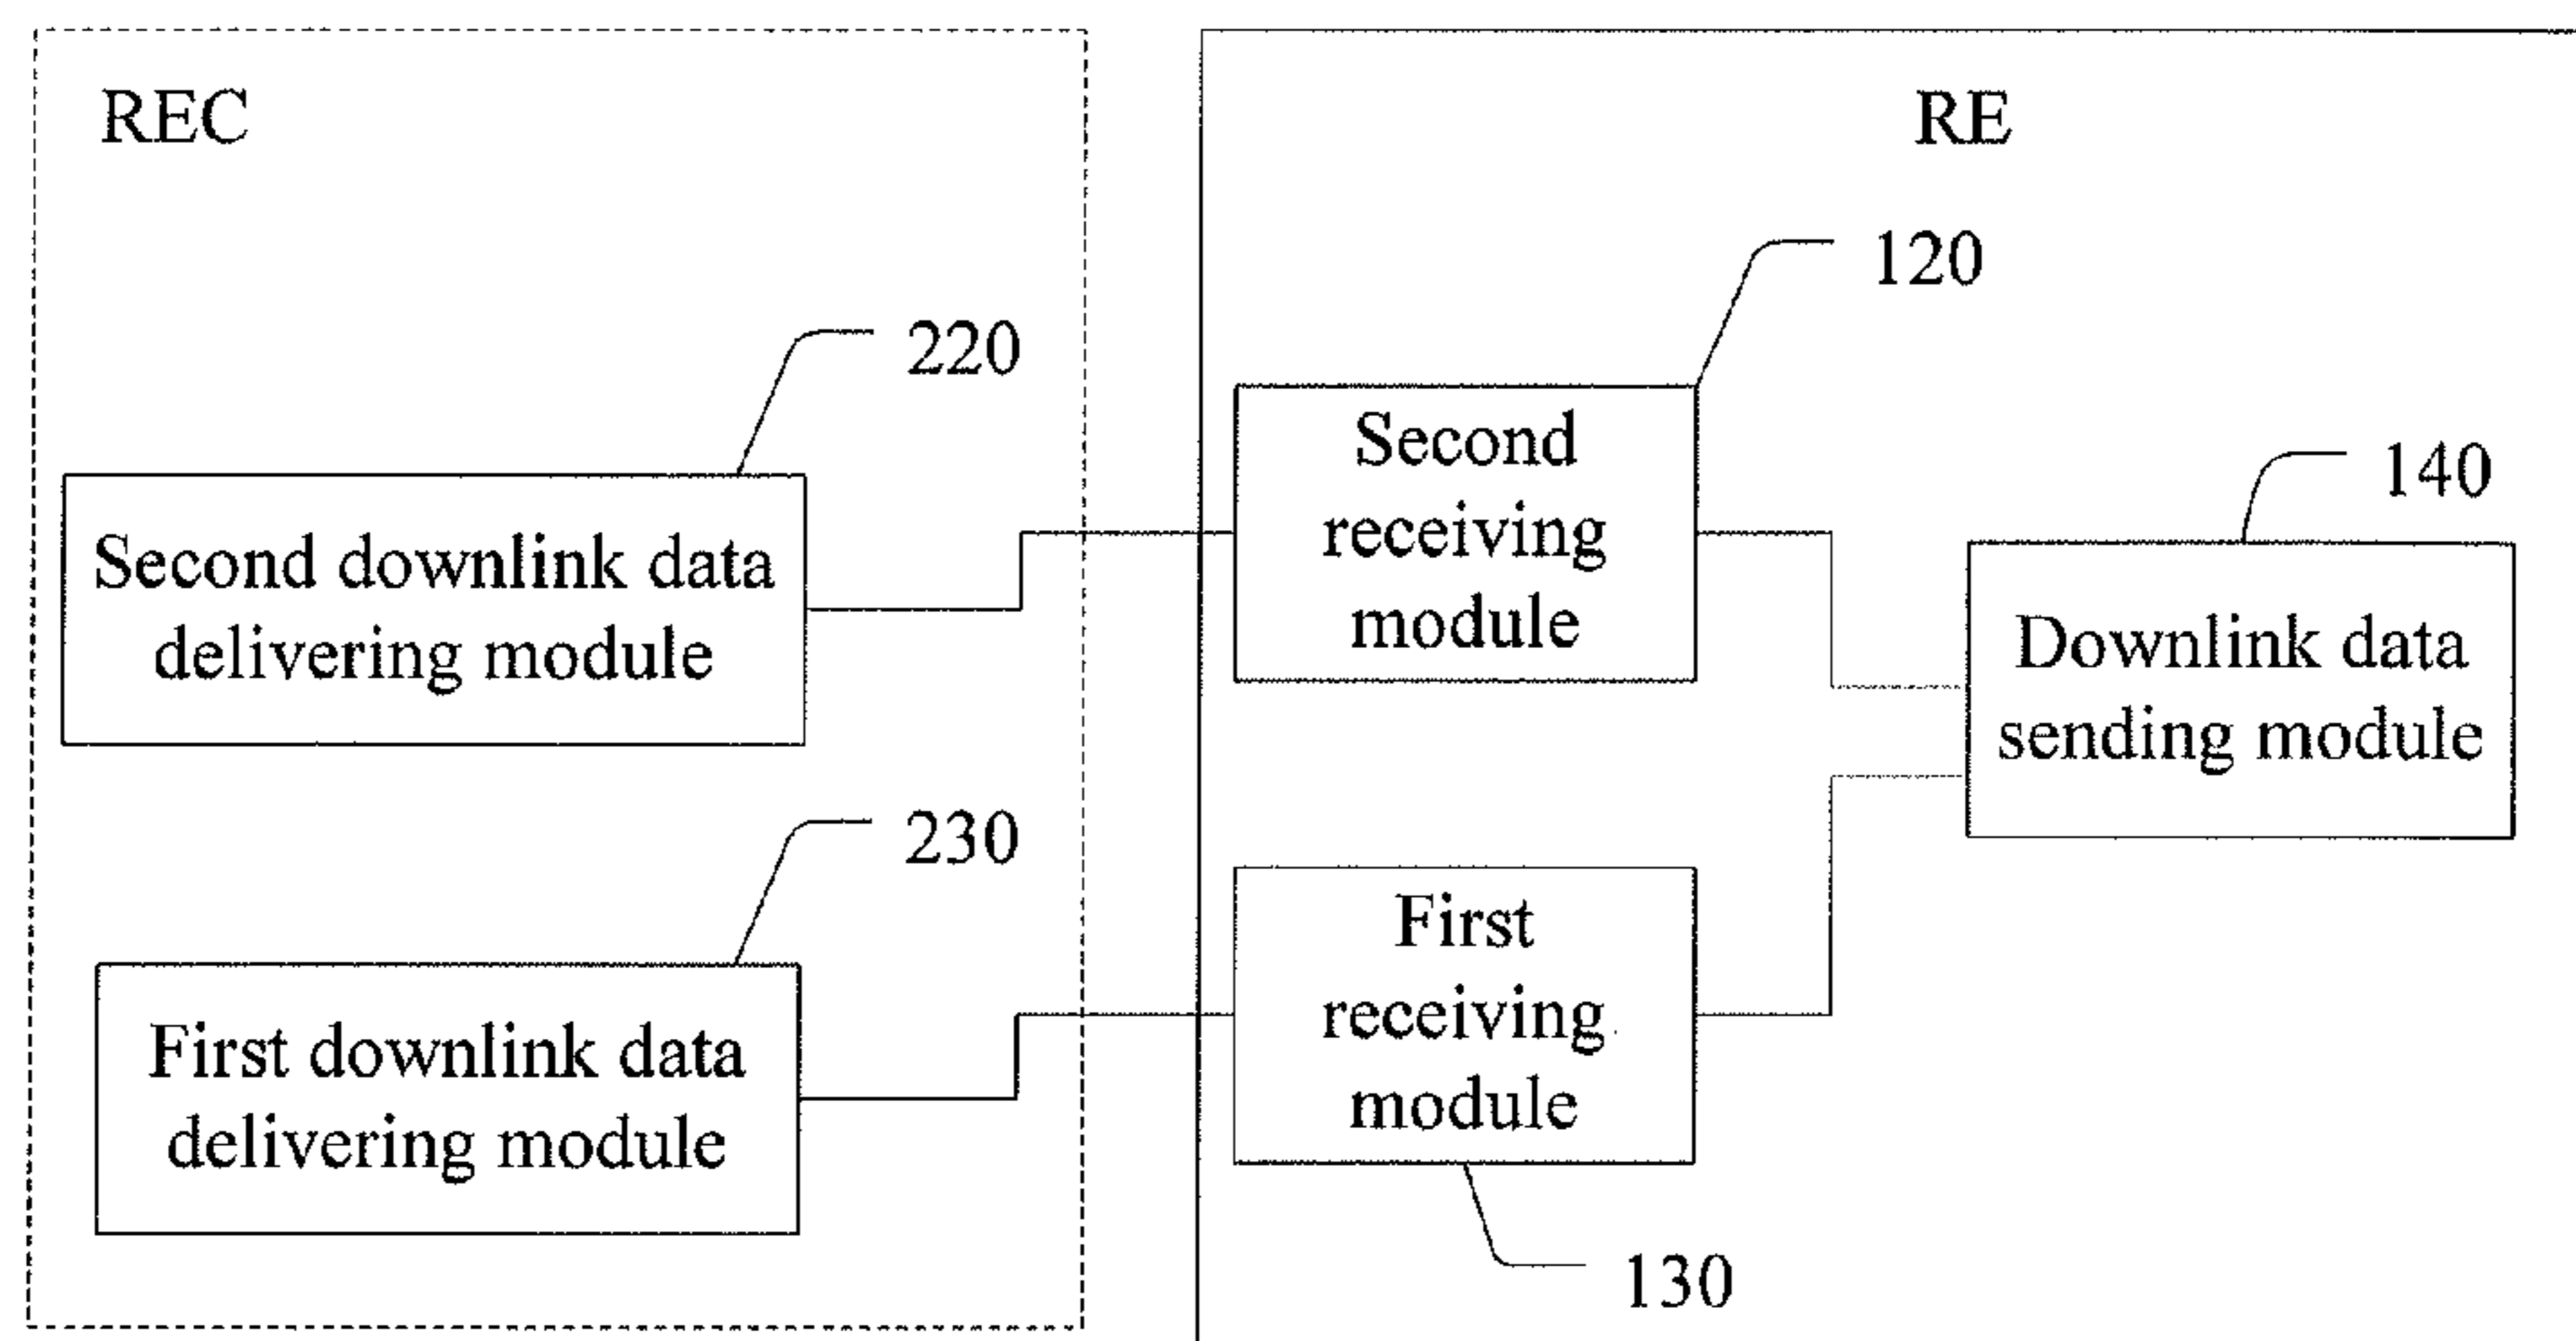 REC
RE
120
220
Second
receiving
module
140
Second downlink data
delivering module
Downlink data
sending module
230
First
receiving
module
First downlink data
delivering module
130